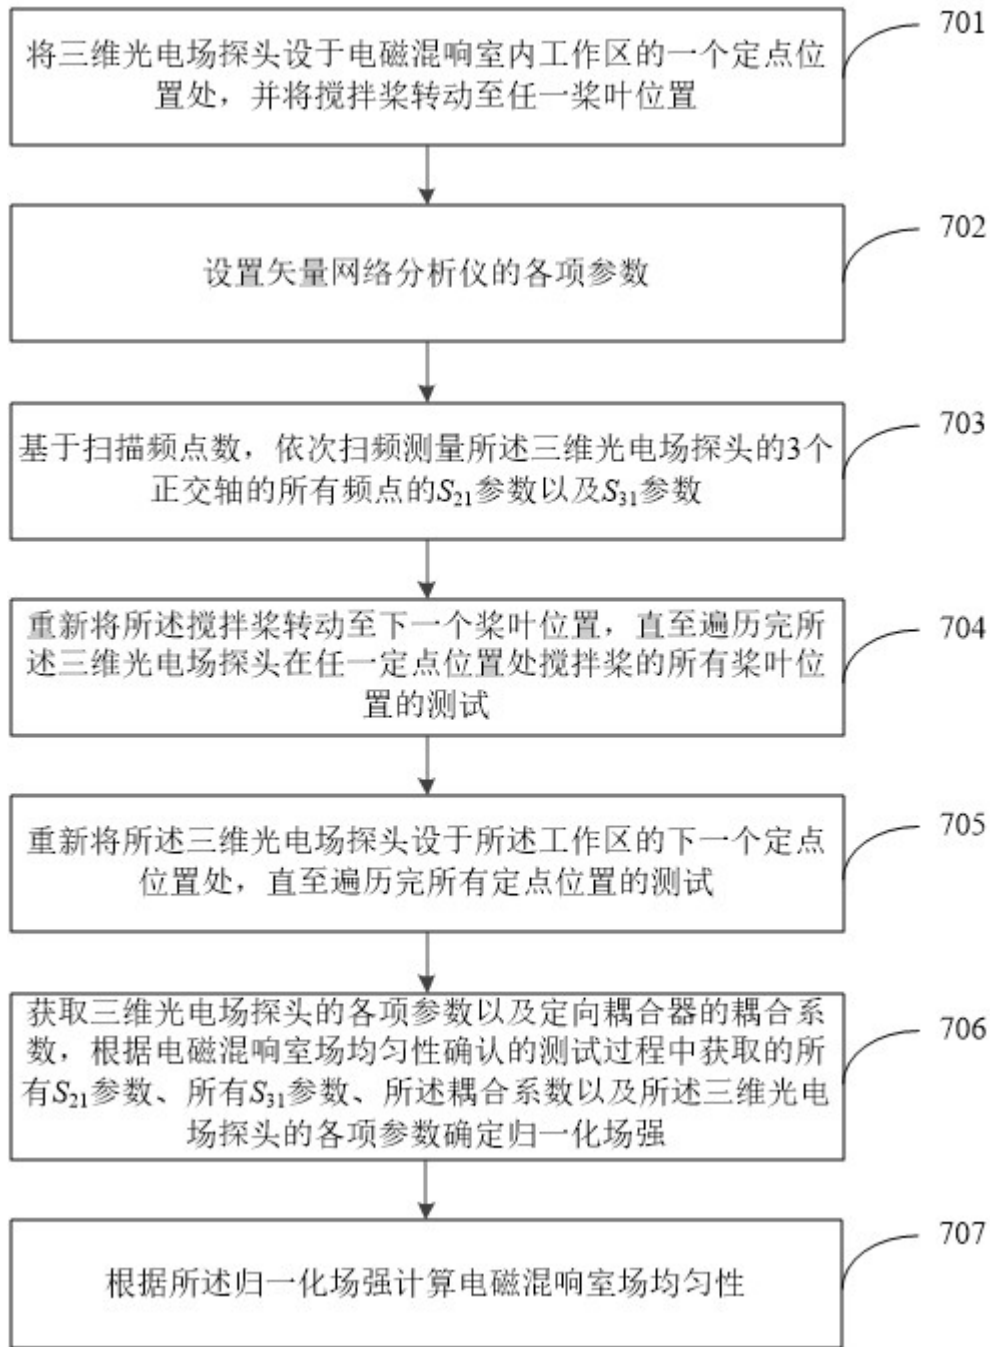 将三维光电场探头设于电磁混响室内工作区的一个定点位
置处，并将搅拌桨转动至任一桨叶位置
701
设置矢量网络分析仪的各项参数
702
基于扫描频点数，依次扫频测量所述三维光电场探头的3个
正交轴的所有频点的S₂₁参数以及S₃₁参数
703
重新将所述搅拌桨转动至下一个桨叶位置，直至遍历完所
述三维光电场探头在任一定点位置处搅拌桨的所有桨叶位
置的测试
704
重新将所述三维光电场探头设于所述工作区的下一个定点
位置处，直至遍历完所有定点位置的测试
705
获取三维光电场探头的各项参数以及定向耦合器的耦合系
数，根据电磁混响室场均匀性确认的测试过程中获取的所
有S₂₁参数、所有S₃₁参数、所述耦合系数以及所述三维光电
场探头的各项参数确定归一化场强
706
根据所述归一化场强计算电磁混响室场均匀性
707